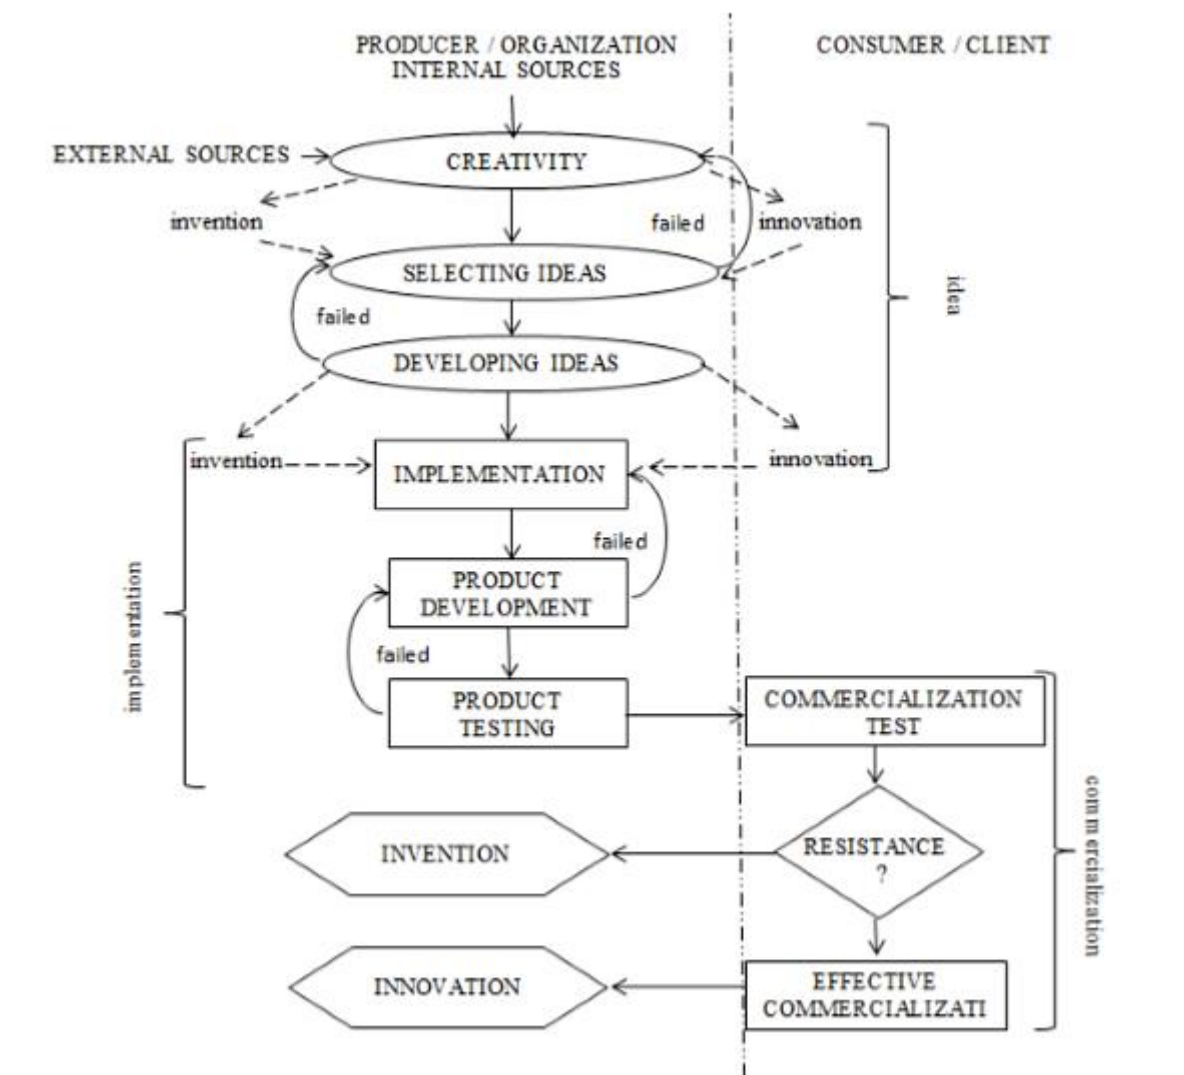 PRODUCER / ORGANIZATION
INTERNAL SOURCES
CONSUMER / CLIENT
EXTERNAL SOURCES
CREATIVITY
invention
failed
innovation
SELECTING IDEAS
idea
failed
DEVELOPING IDEAS
invention
IMPLEMENTATION
innovation
failed
implementation
PRODUCT
DEVELOPMENT
failed
PRODUCT
TESTING
COMMERCIALIZATION
TEST
commercialization
INVENTION
RESISTANCE
?
INNOVATION
EFFECTIVE
COMMERCIALIZATI